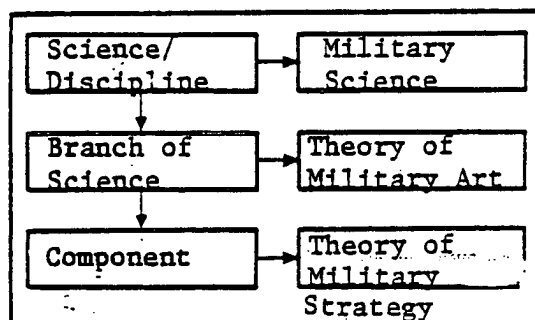 Science/
Discipline
Military
Science
Branch of
Science
Theory of
Military Art
Component
Theory of
Military
Strategy